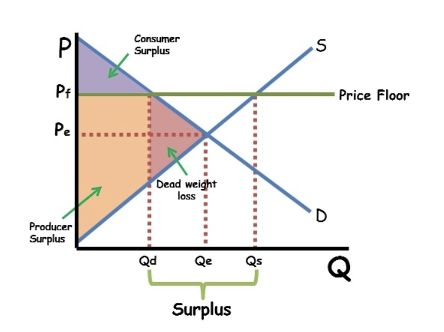 P
Consumer
Surplus
S
Pf
Price Floor
Pe
Dead weight
loss
Producer
Surplus
D
Qd
Qe
Qs
Q
Surplus